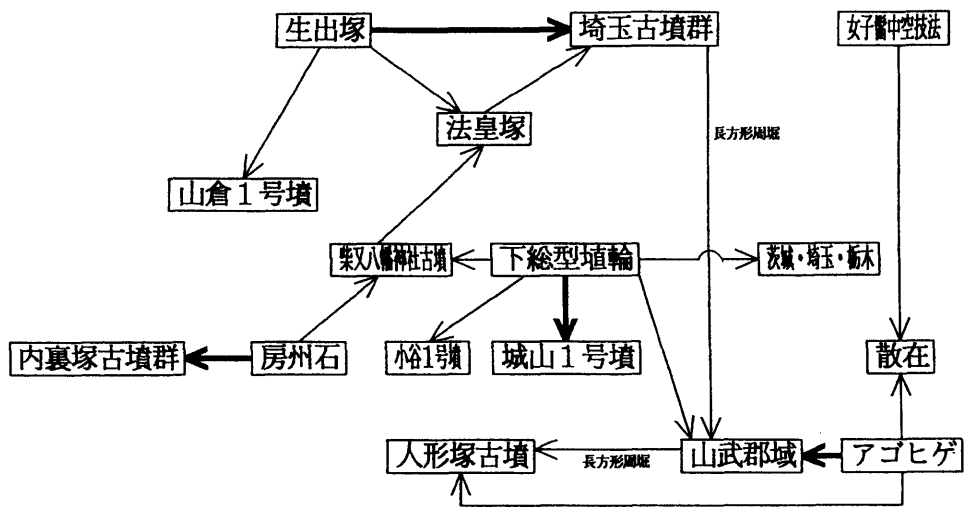 生出塚
埼玉古墳群
女子髷中空技法
法皇塚
長方形周堀
山倉1号墳
柴又八幡神社古墳
下総型埴輪
茨城・埼玉・栃木
内裏塚古墳群
房州石
小谷1号墳
城山1号墳
散在
人形塚古墳
長方形周堀
山武郡域
アゴヒゲ